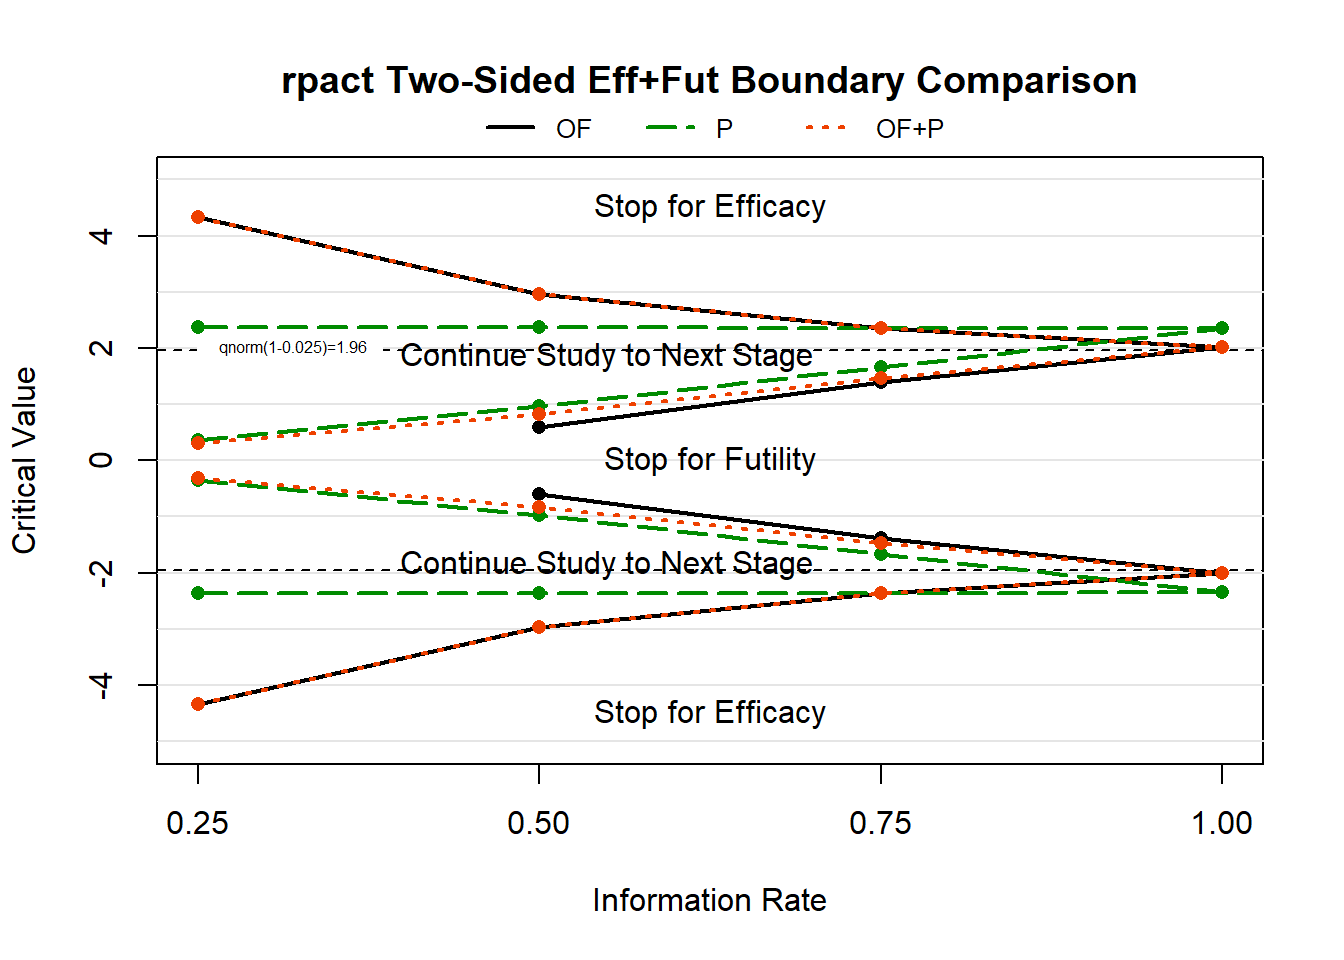 rpact Two-Sided Eff+Fut Boundary Comparison
OF P OF+P
Stop for Efficacy
4
2
qnorm(1-0.025)=1.96
Continue Study to Next Stage
Critical Value
0
Stop for Futility
Continue Study to Next Stage
-2
-4
Stop for Efficacy
0.25 0.50 0.75 1.00
Information Rate